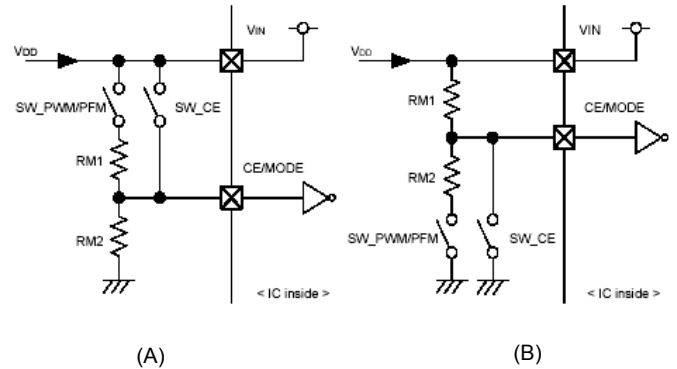 VIN
VDD
SW_PWM/PFM
SW_CE
RM1
CE/MODE
RM2
< IC inside >
(A)
VIN
VDD
RM1
CE/MODE
RM2
SW_PWM/PFM
SW_CE
< IC inside >
(B)